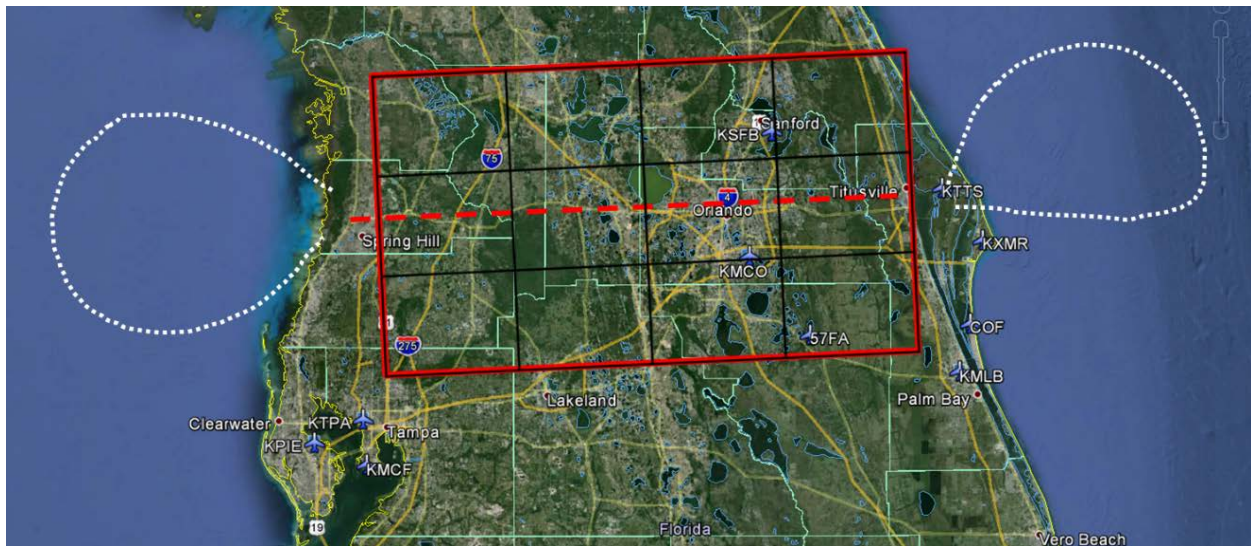 Sanford
KSFB
75
Titusville
KTTS
4
Orlando
Spring Hill
KXMR
KMCO
COF
57FA
275
KMLB
Palm Bay
Lakeland
Clearwater
KTPA
Tampa
KPIE
KMCF
19
Florida
Vero Beach